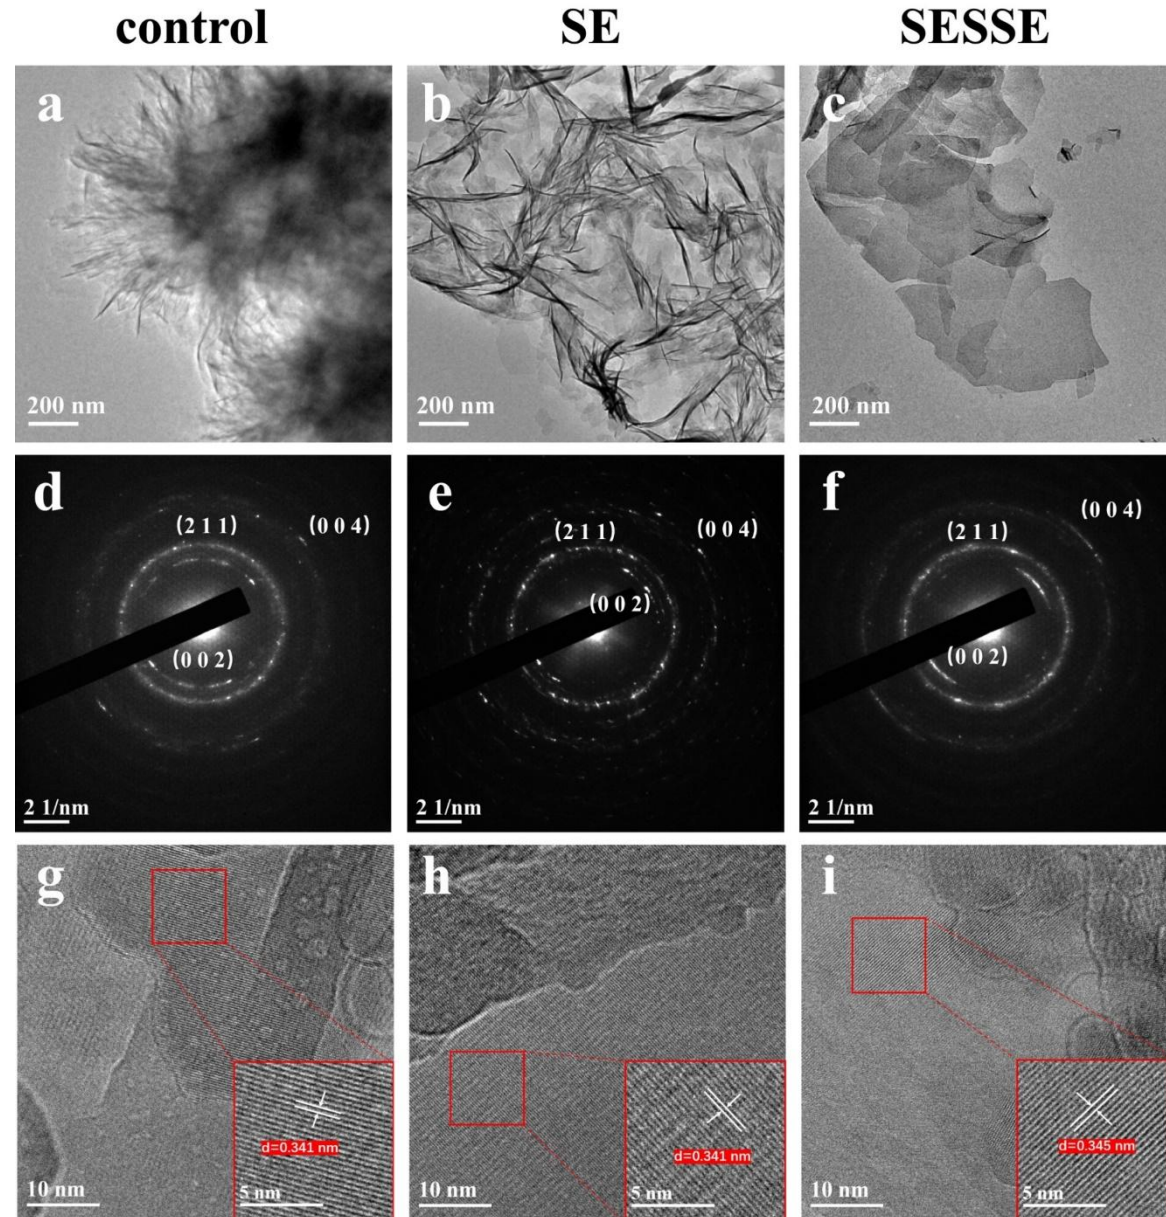 control SE SESSE
a b c
200 nm 200 nm 200 nm
d e f
(2 1 1) (0 0 4) (2 1 1) (0 0 4) (2 1 1) (0 0 4)
(0 0 2) (0 0 2) (0 0 2)
2 1/nm 2 1/nm 2 1/nm
g h i
d=0.341 nm d=0.341 nm d=0.345 nm
10 nm 5 nm 10 nm 5 nm 10 nm 5 nm